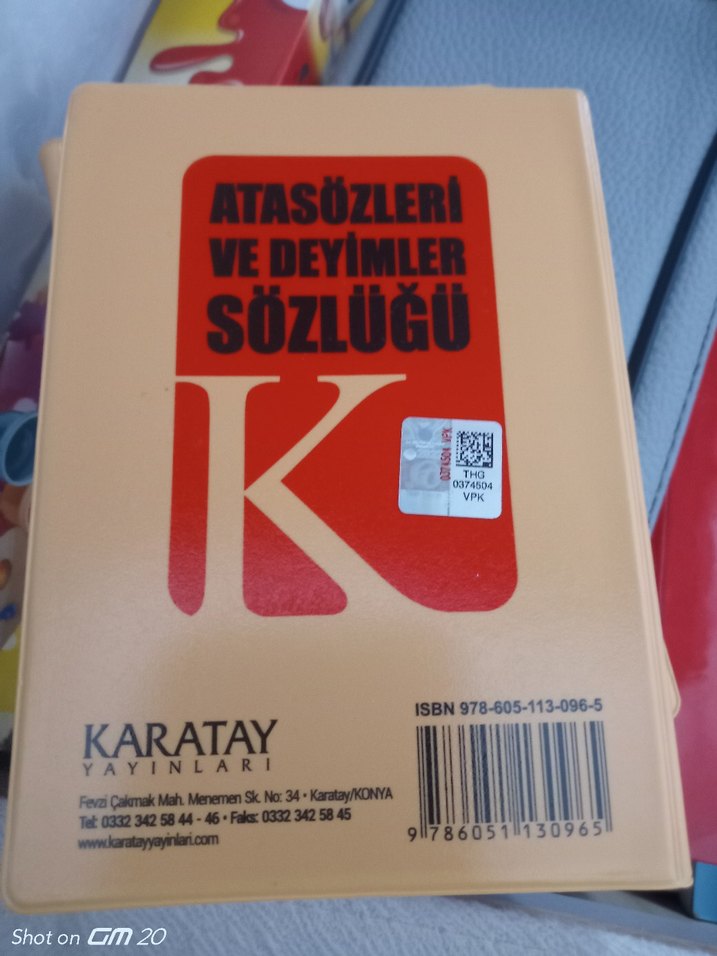 ATASÖZLERİ
VE DEYİMLER
SÖZLÜĞÜ
K
0374504 VPK
THG
0374504
VPK
ISBN 978-605-113-096-5
KARATAY
YAYINLARI
Fevzi Çakmak Mah. Menemen Sk. No: 34 • Karatay/KONYA
Tel: 0332 342 58 44 - 46 • Faks: 0332 342 58 45
www.karatayyayinlari.com
9 786051 130965
Shot on GM 20